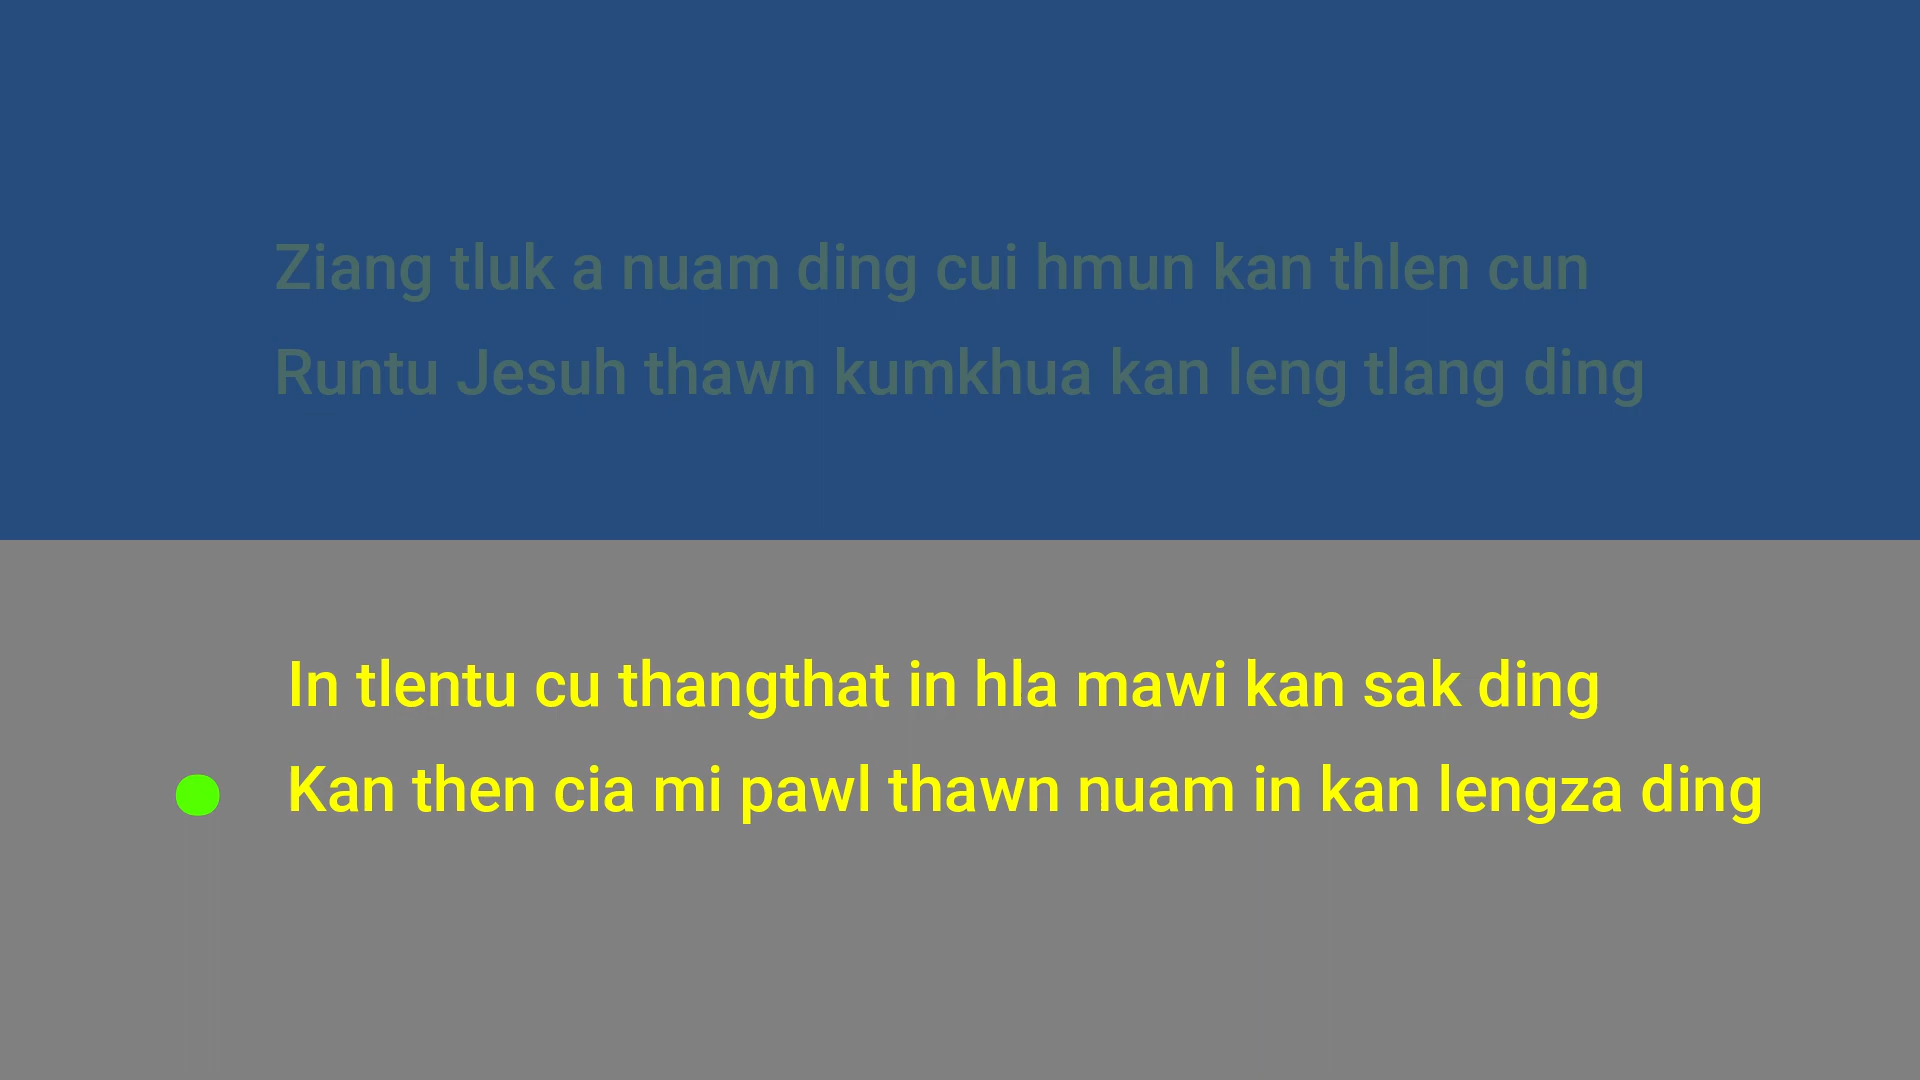 Ziang tluk a nuam ding cui hmun kan thlen cun
Runtu Jesuh thawn kumkhua kan leng tlang ding
In tlentu cu thangthat in hla mawi kan sak ding
Kan then cia mi pawl thawn nuam in kan lengza ding